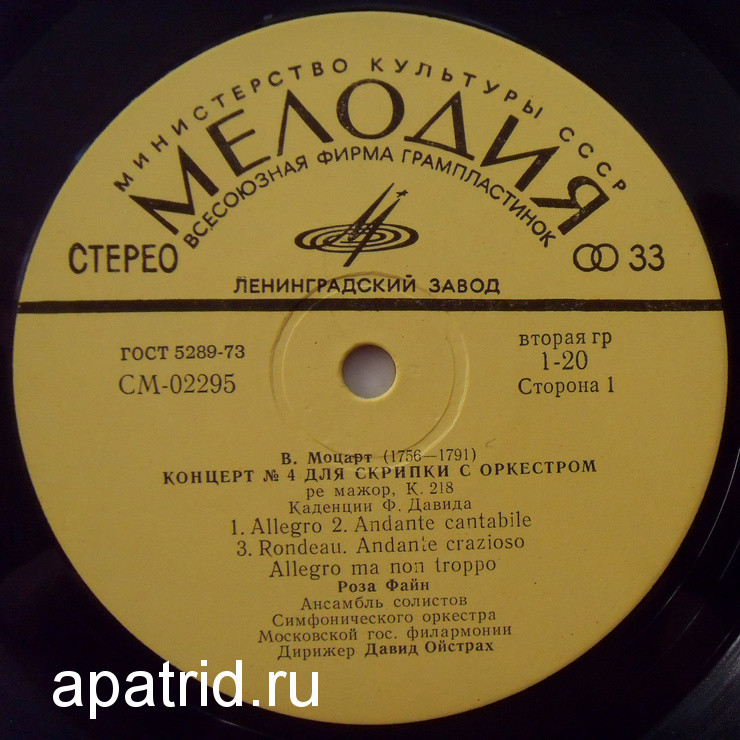 МИНИСТЕРСТВО КУЛЬТУРЫ СССР
МЕЛОДИЯ
ВСЕСОЮЗНАЯ ФИРМА ГРАМПЛАСТИНОК
СТЕРЕО
33
ЛЕНИНГРАДСКИЙ ЗАВОД
ГОСТ 5289-73
СМ-02295
вторая гр
1-20
Сторона 1
В. Моцарт (1756—1791)
КОНЦЕРТ № 4 ДЛЯ СКРИПКИ С ОРКЕСТРОМ
ре мажор, К. 218
Каденции Ф. Давида
1. Allegro 2. Andante cantabile
3. Rondeau. Andante crazioso
Allegro ma non troppo
Роза Файн
Ансамбль солистов
Симфонического оркестра
Московской гос. филармонии
Дирижер Давид Ойстрах
apatrid.ru